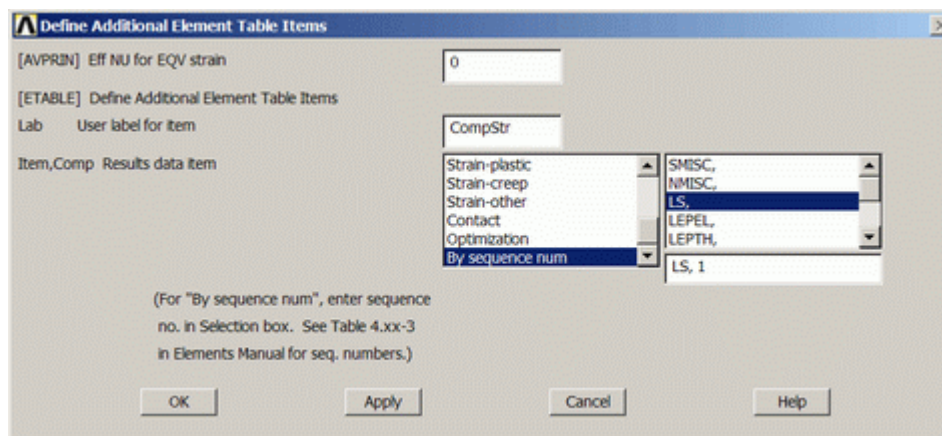 Define Additional Element Table Items
[AVPRIN] Eff NU for EQV strain 0
[ETABLE] Define Additional Element Table Items
Lab User label for item CompStr
Item,Comp Results data item
Strain-plastic SMISC,
Strain-creep NMISC,
Strain-other LS,
Contact LEPEL,
Optimization LEPTH,
By sequence num
LS, 1
(For "By sequence num", enter sequence
no. in Selection box. See Table 4.xx-3
in Elements Manual for seq. numbers.)
OK Apply Cancel Help